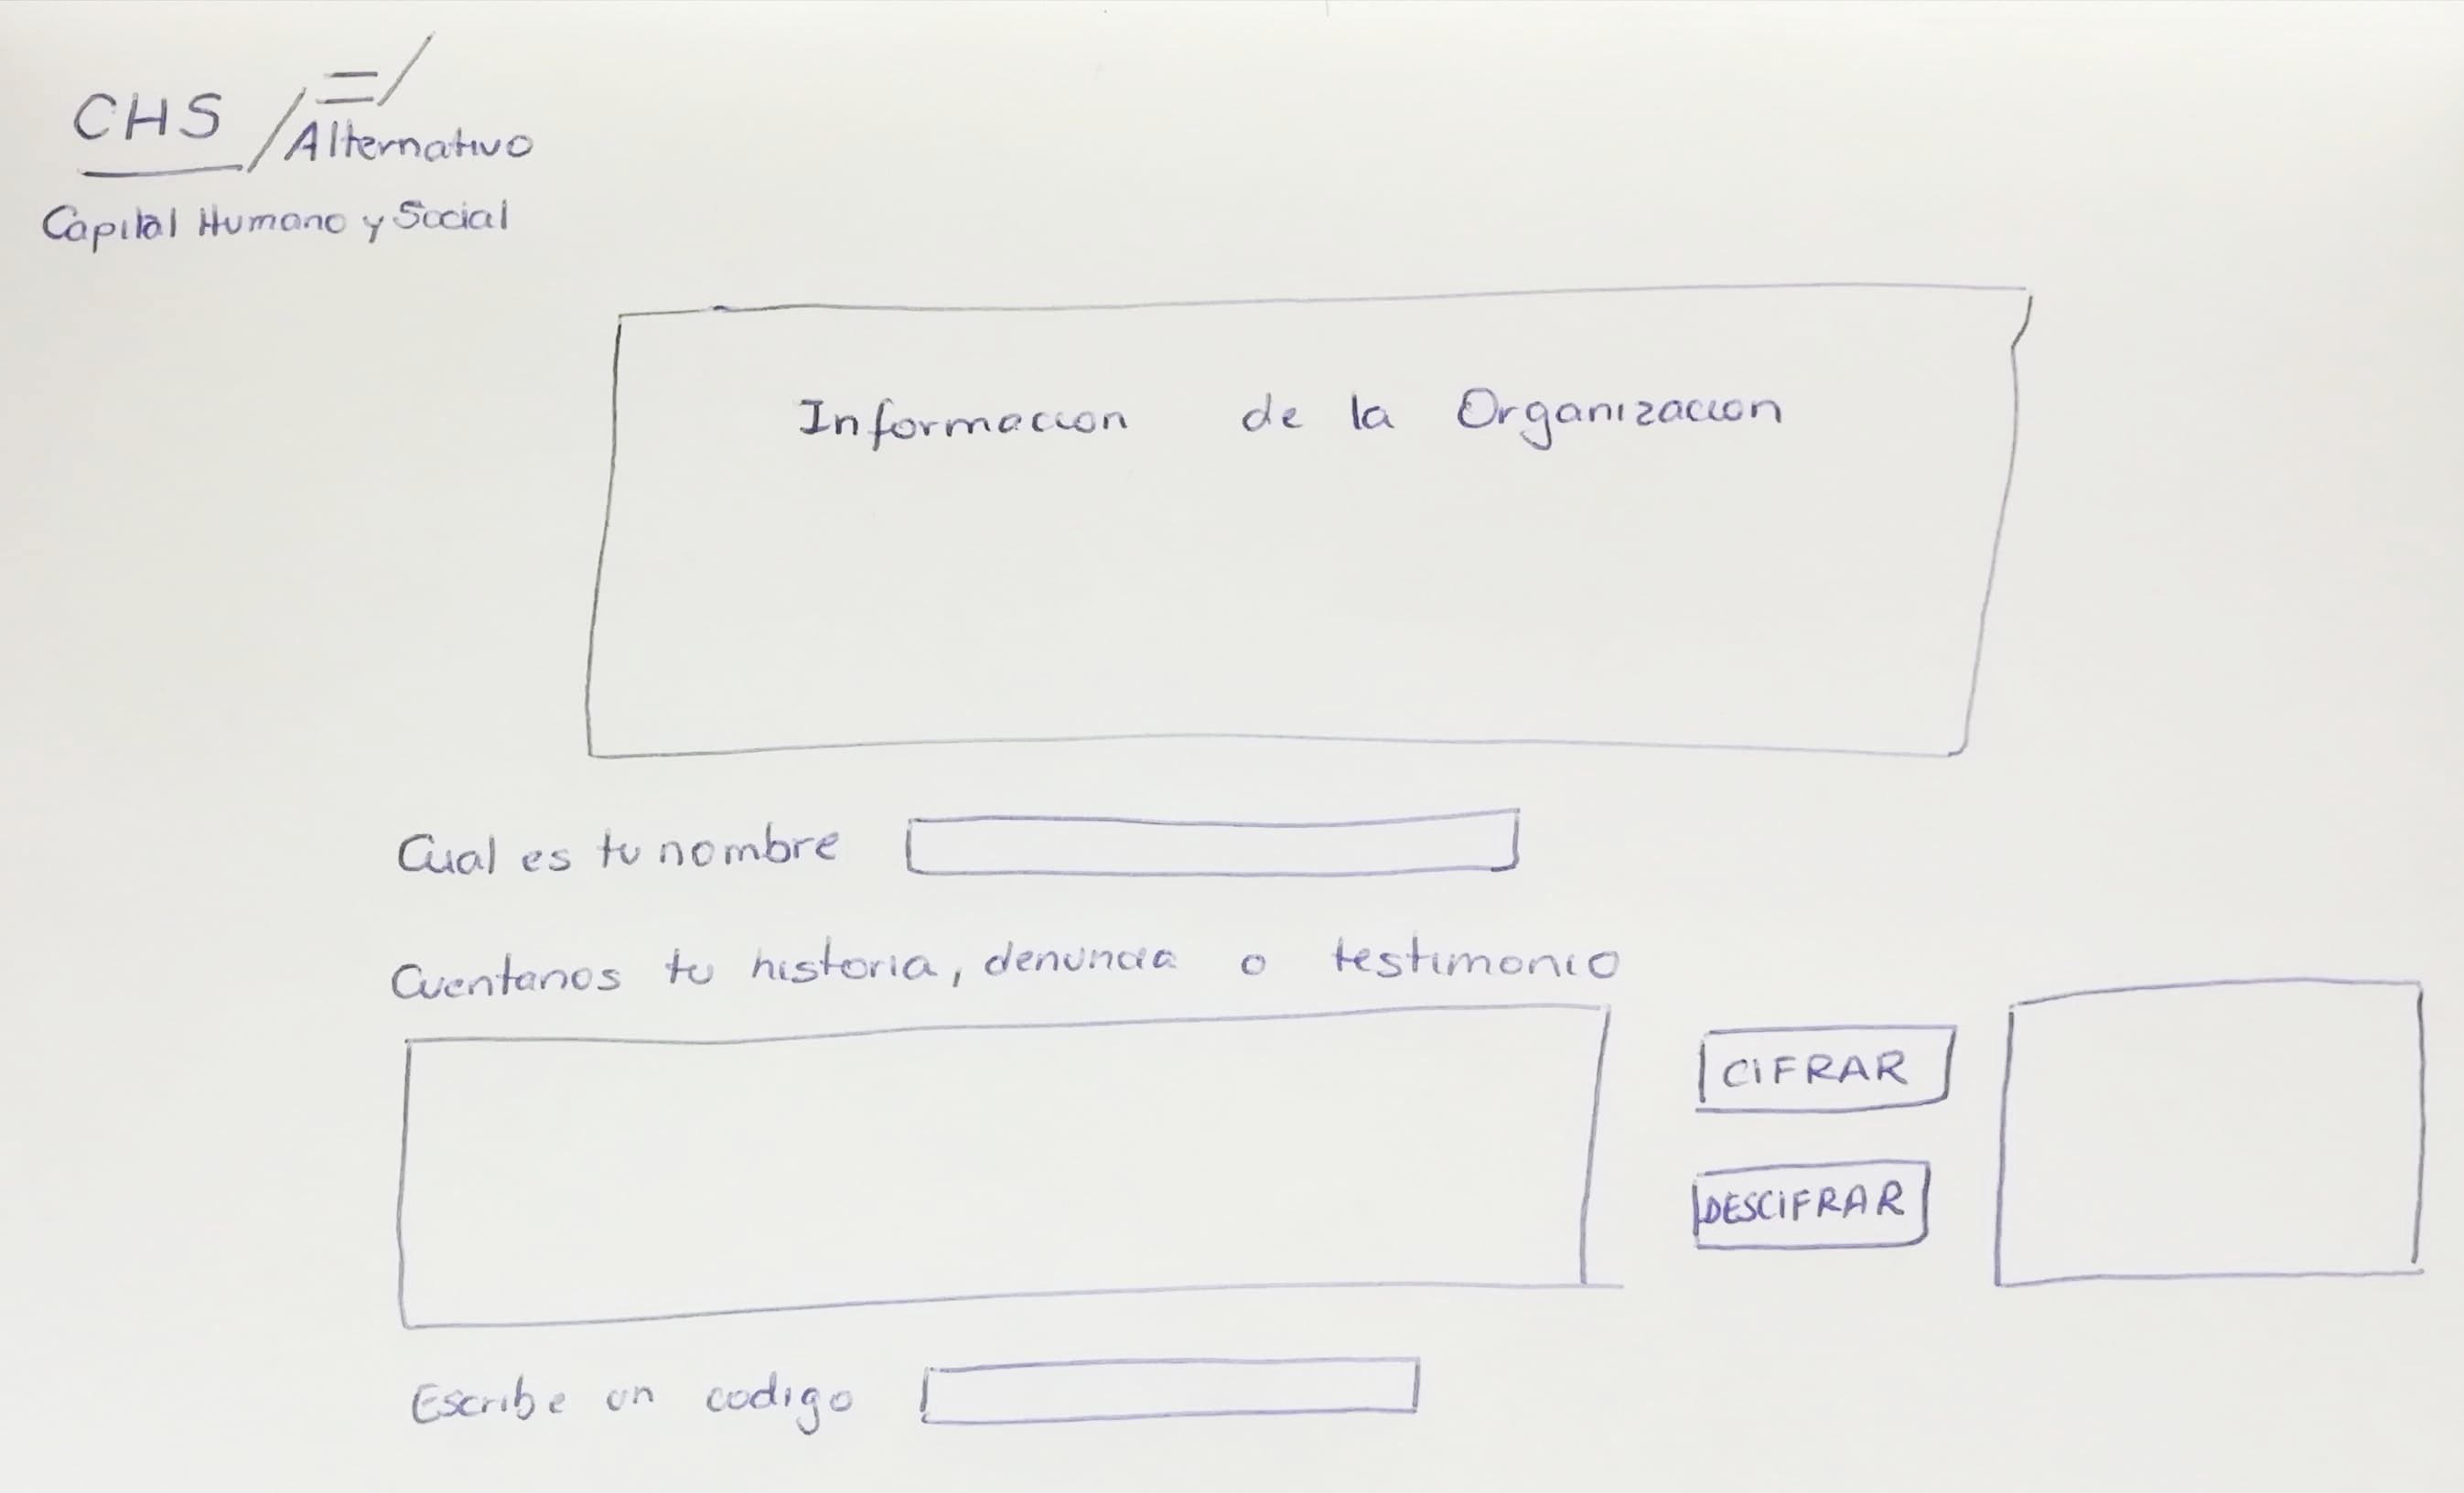 CHS
Alternativo
Capital Humano y Social
Informacion de la Organizacion
Cual es tu nombre
Cuentanos tu historia, denuncia o testimonio
CIFRAR
DESCIFRAR
Escribe un codigo